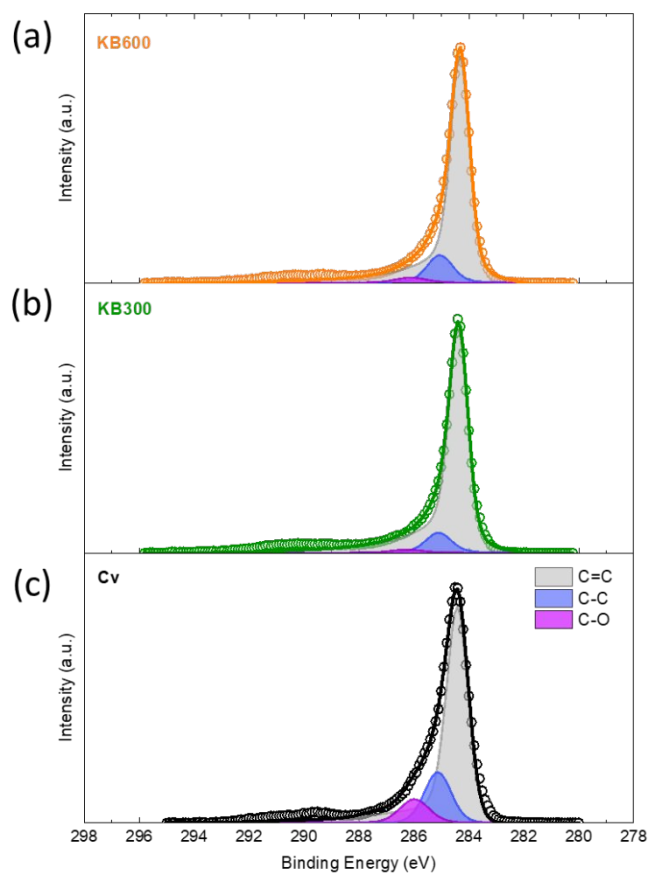 (a)
KB600
Intensity (a.u.)
(b)
KB300
Intensity (a.u.)
(c)
Cv
C=C
C-C
C-O
Intensity (a.u.)
298 296 294 292 290 288 286 284 282 280 278
Binding Energy (eV)